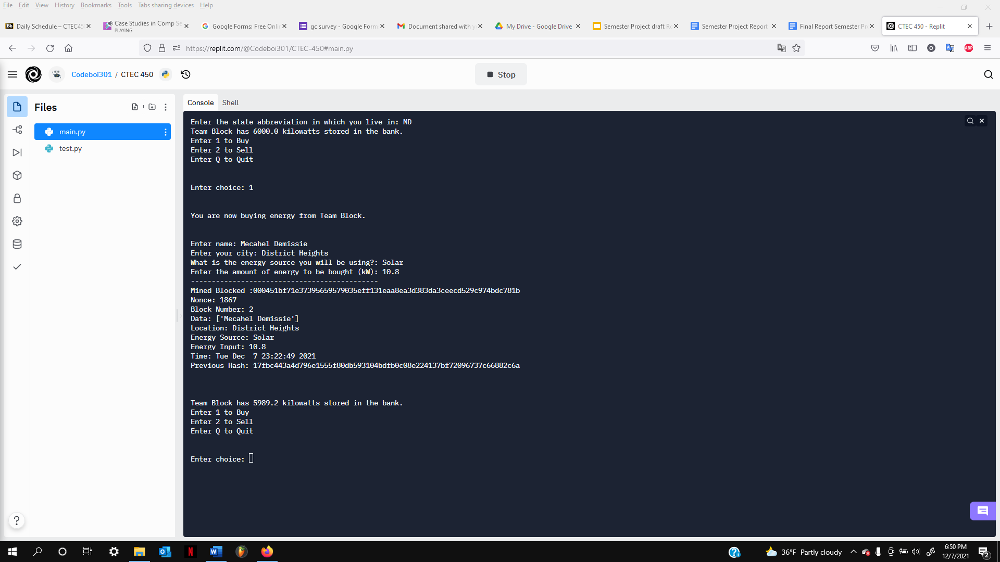 File Edit View History Bookmarks Tools Tabs sharing devices Help
Bb Daily Schedule – CTEC45
Case Studies in Comp Se
PLAYING
Google Forms: Free Onli
gc survey - Google Form
Document shared with y
My Drive - Google Drive
Semester Project draft Ro
Semester Project Report
Final Report Semester Pr
CTEC 450 - Replit
https://replit.com/@Codeboi301/CTEC-450#main.py
ABP
Codeboi301 / CTEC 450
Stop
Files
main.py
test.py
Console Shell
Enter the state abbreviation in which you live in: MD
Team Block has 6000.0 kilowatts stored in the bank.
Enter 1 to Buy
Enter 2 to Sell
Enter Q to Quit
Enter choice: 1
You are now buying energy from Team Block.
Enter name: Mecahel Demissie
Enter your city: District Heights
What is the energy source you will be using?: Solar
Enter the amount of energy to be bought (kW): 10.8
---------------------------------------------
Mined Blocked :000451bf71e37395659579035eff131eaa8ea3d383da3ceecd529c974bdc781b
Nonce: 1867
Block Number: 2
Data: ['Mecahel Demissie']
Location: District Heights
Energy Source: Solar
Energy Input: 10.8
Time: Tue Dec  7 23:22:49 2021
Previous Hash: 17fbc443a4d796e1555f80db593104bdfb0c08e224137bf72096737c66882c6a
Team Block has 5989.2 kilowatts stored in the bank.
Enter 1 to Buy
Enter 2 to Sell
Enter Q to Quit
Enter choice:
?
36°F Partly cloudy
6:50 PM
12/7/2021
2